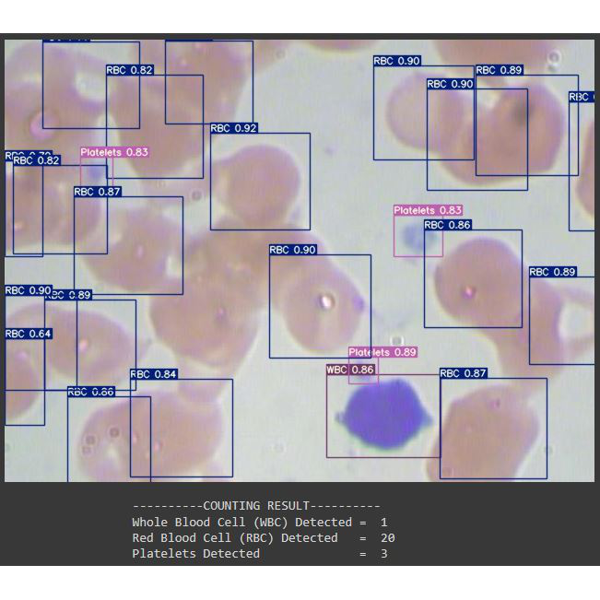 RBC 0.82
RBC 0.90
RBC 0.89
RBC 0.90
RBC
RBC 0.92
Platelets 0.83
RBC 0.82
RBC 0.87
Platelets 0.83
RBC 0.86
RBC 0.90
RBC 0.89
RBC 0.90
0.89
RBC 0.64
Platelets 0.89
WBC 0.86
RBC 0.87
RBC 0.84
RBC 0.86
----------COUNTING RESULT----------
Whole Blood Cell (WBC) Detected = 1
Red Blood Cell (RBC) Detected = 20
Platelets Detected = 3